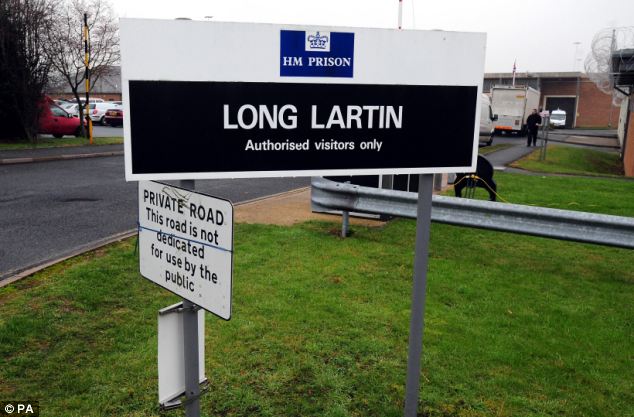 HM PRISON
LONG LARTIN
Authorised visitors only
PRIVATE ROAD
This road is not
dedicated
for use by the
public
© PA